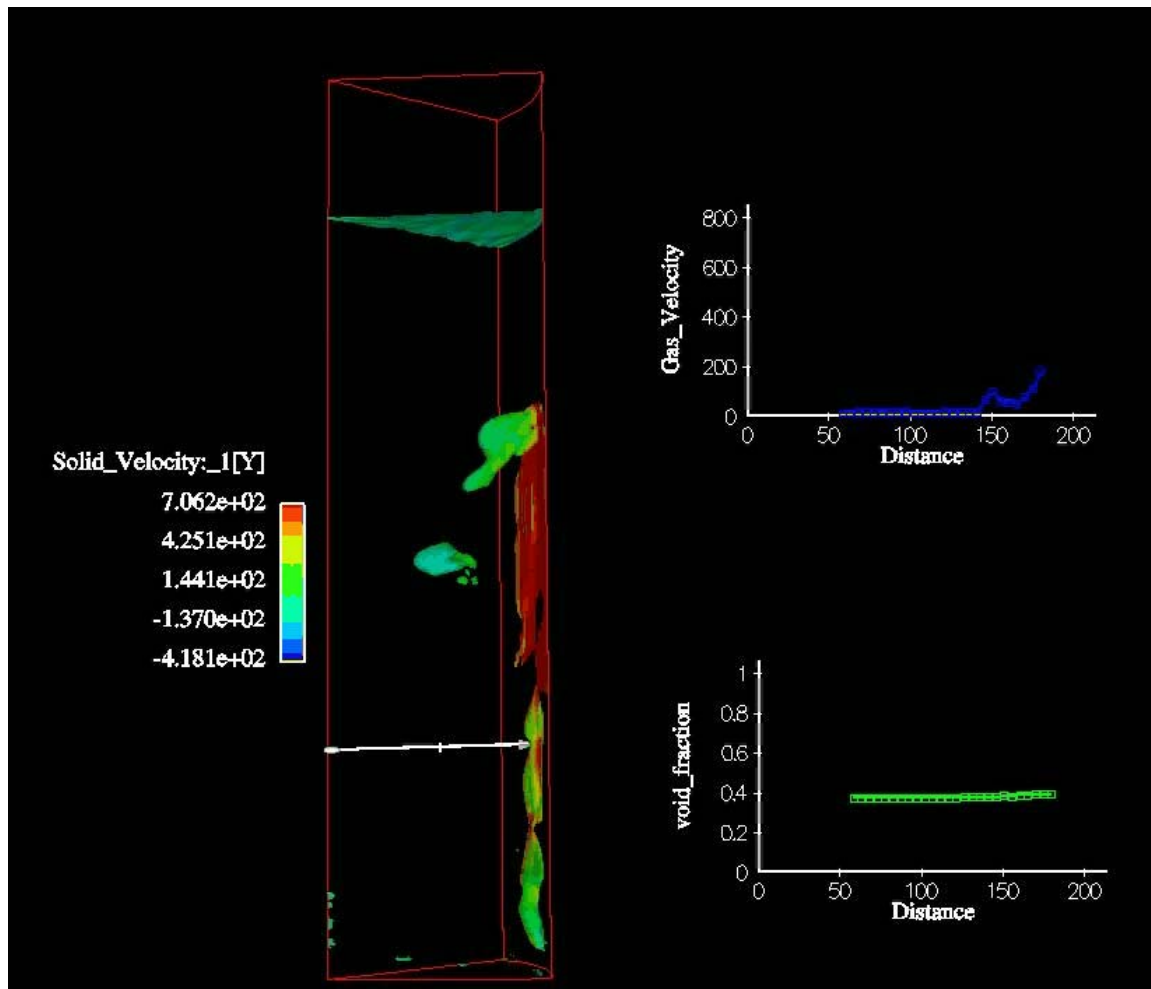 Solid_Velocity:_1[Y]
7.062e+02
4.251e+02
1.441e+02
-1.370e+02
-4.181e+02
Gas_Velocity
800
600
400
200
0
0 50 100 150 200
Distance
void_fraction
1
0.8
0.6
0.4
0.2
0
0 50 100 150 200
Distance